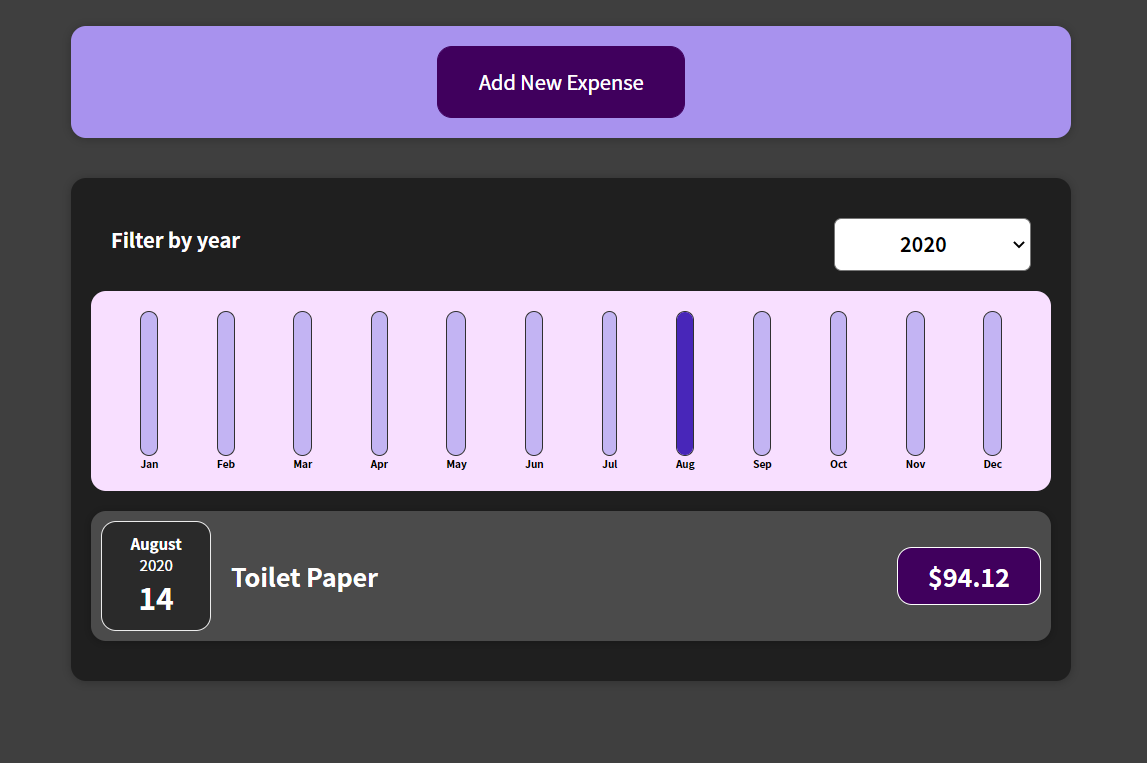 Add New Expense
Filter by year
2020
Jan Feb Mar Apr May Jun Jul Aug Sep Oct Nov Dec
August
2020
14
Toilet Paper
$94.12